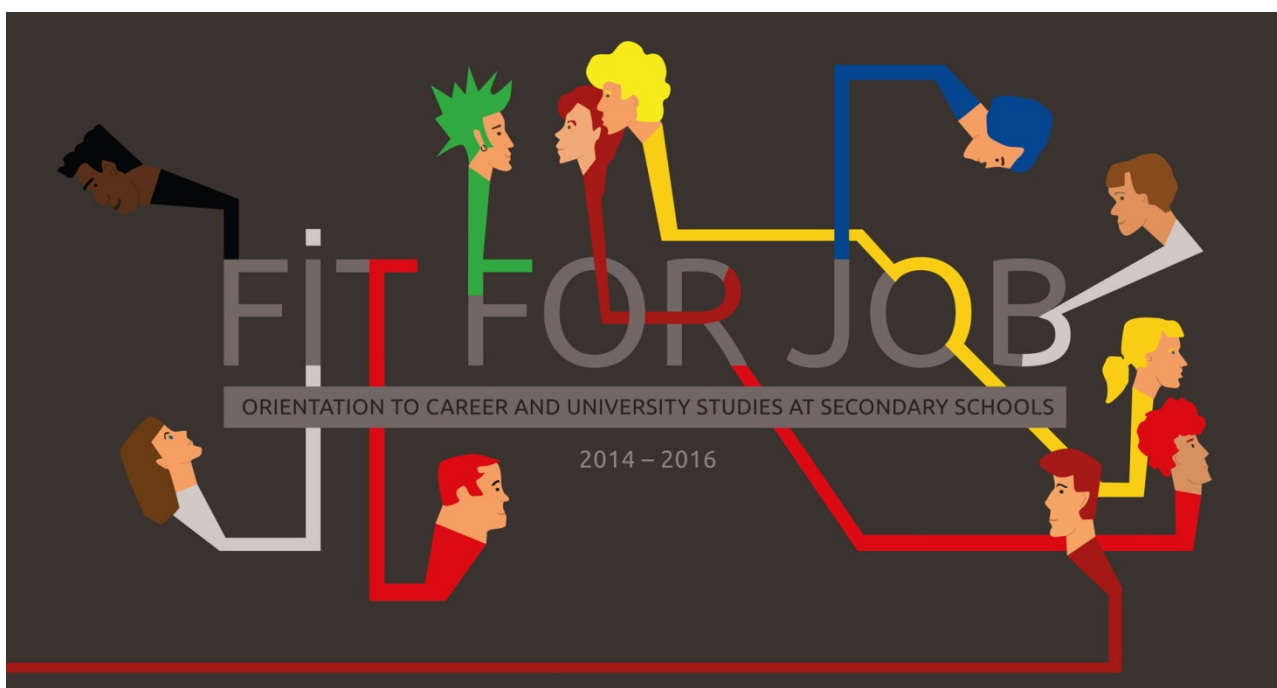 FiT FOR JOB
ORIENTATION TO CAREER AND UNIVERSITY STUDIES AT SECONDARY SCHOOLS
2014 – 2016